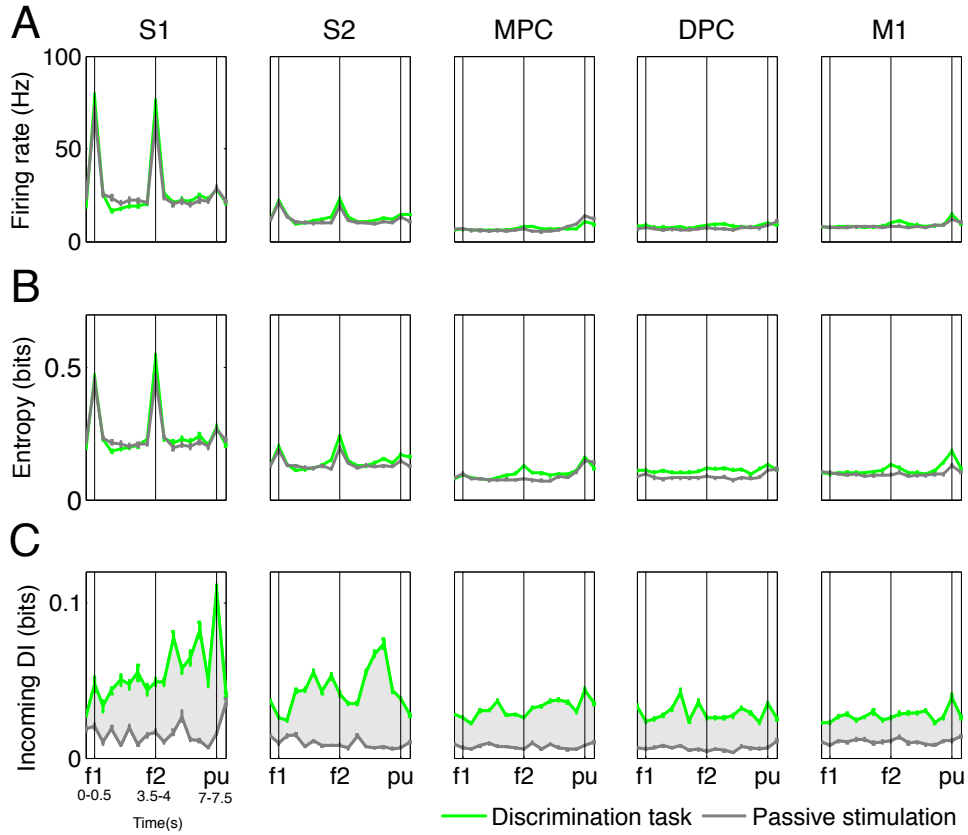 A
S1 S2 MPC DPC M1
100
50
0
Firing rate (Hz)
B
0.5
0
Entropy (bits)
C
0.1
0
Incoming DI (bits)
f1 f2 pu f1 f2 pu f1 f2 pu f1 f2 pu f1 f2 pu
0-0.5 3.5-4 7-7.5
Time(s)
Discrimination task Passive stimulation